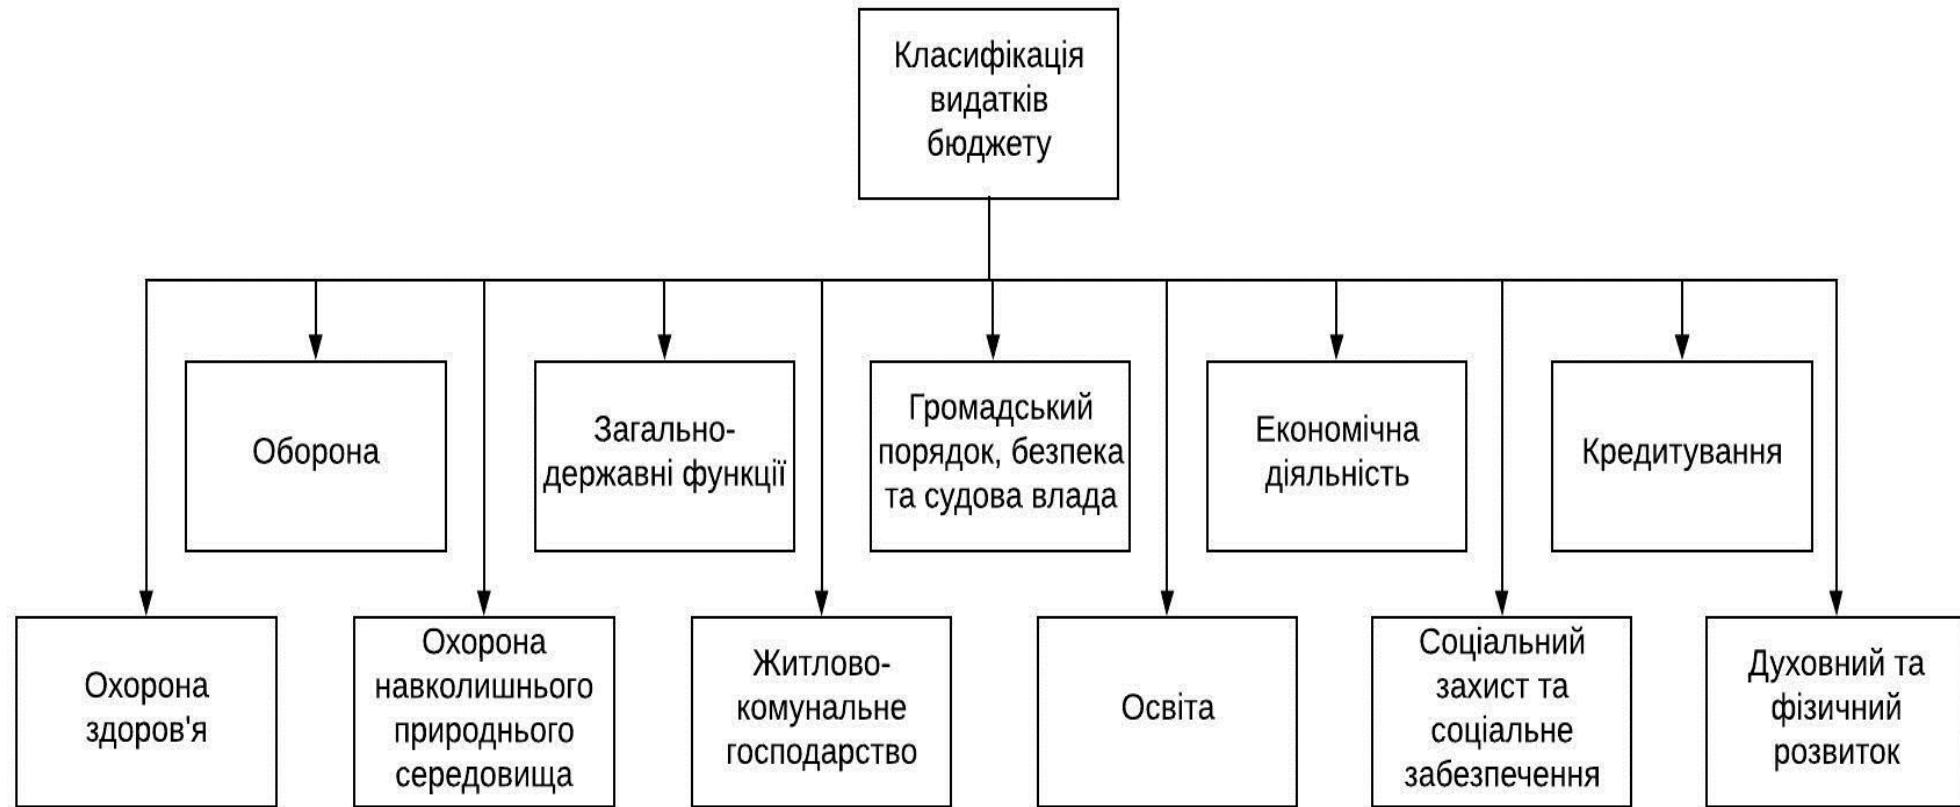 Класифікація
видатків
бюджету
Оборона
Загально-
державні функції
Громадський
порядок, безпека
та судова влада
Економічна
діяльність
Кредитування
Охорона
здоров'я
Охорона
навколишнього
природнього
середовища
Житлово-
комунальне
господарство
Освіта
Соціальний
захист та
соціальне
забезпечення
Духовний та
фізичний
розвиток